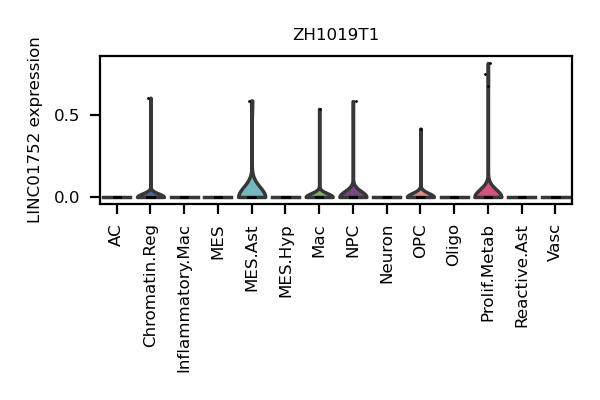 ZH1019T1
LINC01752 expression
0.5
0.0
AC
Chromatin.Reg
Inflammatory.Mac
MES
MES.Ast
MES.Hyp
Mac
NPC
Neuron
OPC
Oligo
Prolif.Metab
Reactive.Ast
Vasc